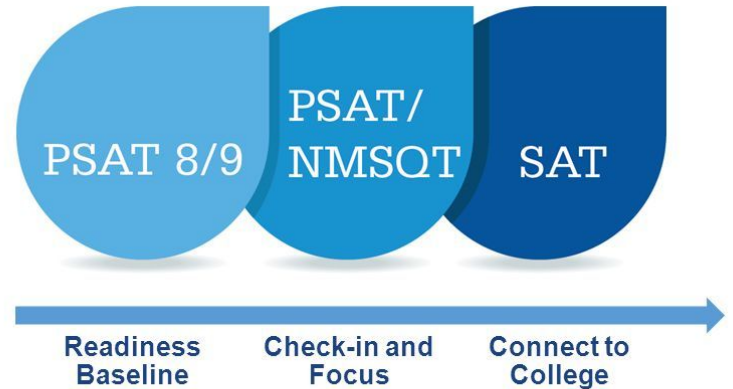 PSAT 8/9
PSAT/
NMSQT
SAT
Readiness
Baseline
Check-in and
Focus
Connect to
College